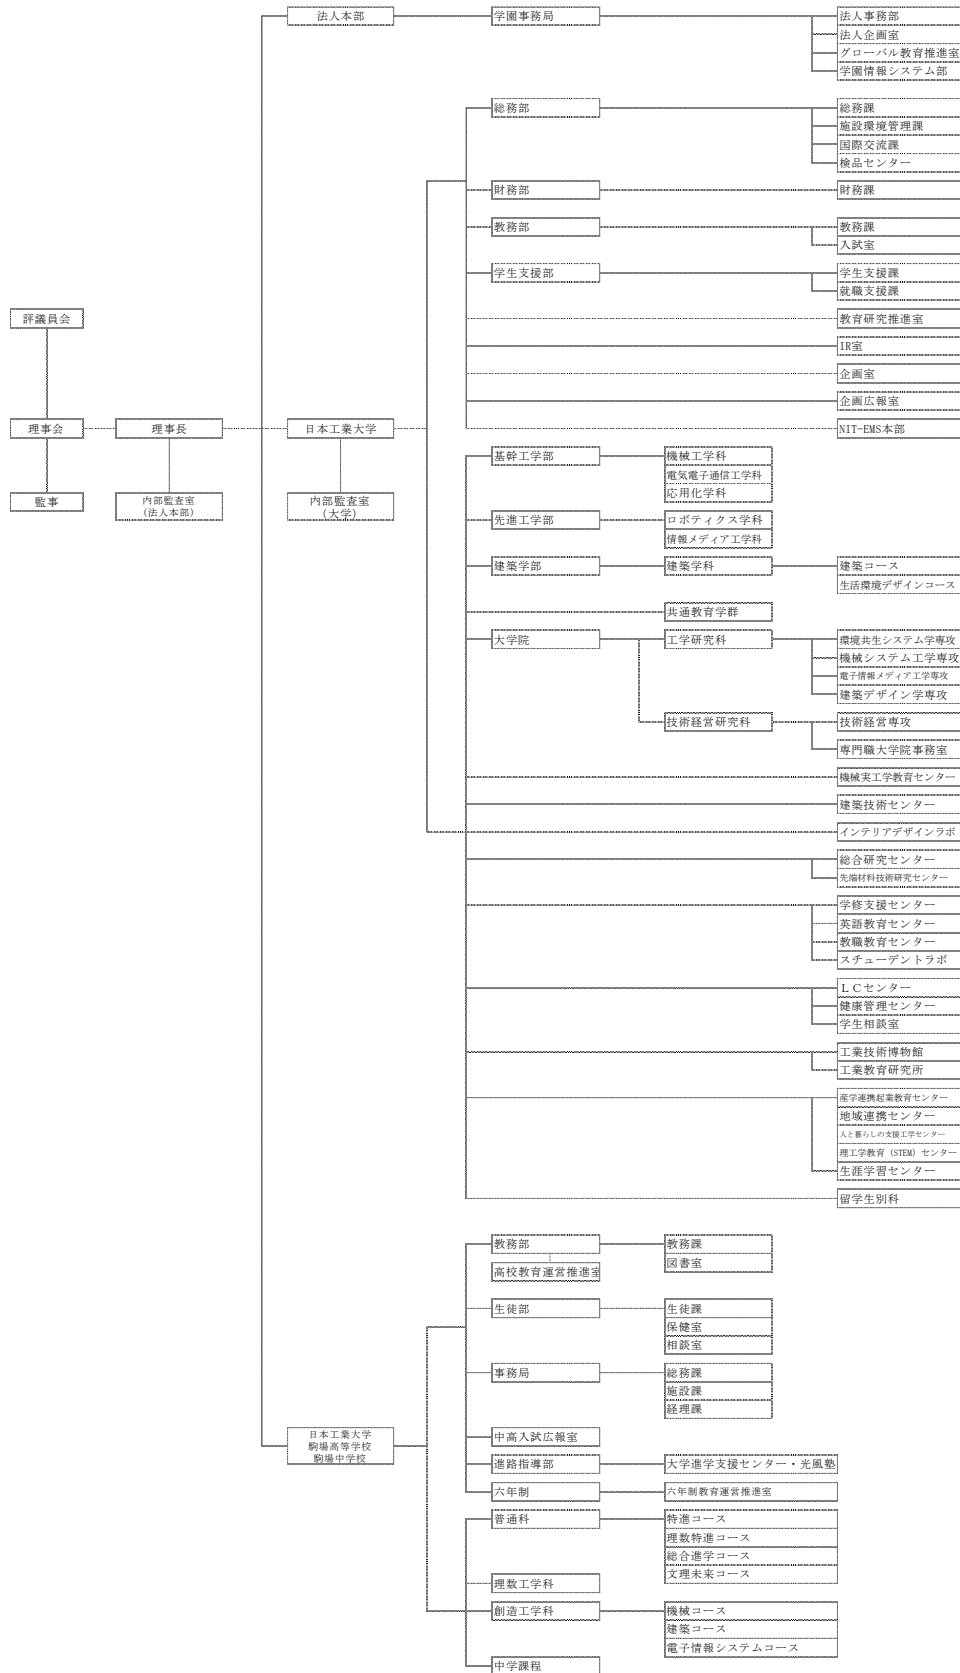 法人本部
学園事務局
法人事務部
法人企画室
グローバル教育推進室
学園情報システム部
総務部
総務課
施設環境管理課
国際交流課
検品センター
財務部
財務課
教務部
教務課
入試室
学生支援部
学生支援課
就職支援課
評議員会
教育研究推進室
IR室
企画室
企画広報室
理事会
理事長
日本工業大学
NIT-EMS本部
監事
内部監査室
(法人本部)
内部監査室
(大学)
基幹工学部
機械工学科
電気電子通信工学科
応用化学科
先進工学部
ロボティクス学科
情報メディア工学科
建築学部
建築学科
建築コース
生活環境デザインコース
共通教育学群
大学院
工学研究科
環境共生システム学専攻
機械システム工学専攻
電子情報メディア工学専攻
建築デザイン学専攻
技術経営研究科
技術経営専攻
専門職大学院事務室
機械実工学教育センター
建築技術センター
インテリアデザインラボ
総合研究センター
先端材料技術研究センター
学修支援センター
英語教育センター
教職教育センター
スチューデントラボ
LCセンター
健康管理センター
学生相談室
工業技術博物館
工業教育研究所
産学連携起業教育センター
地域連携センター
人と暮らしの支援工学センター
理工学教育(STEM)センター
生涯学習センター
留学生別科
教務部
教務課
図書室
高校教育運営推進室
生徒部
生徒課
保健室
相談室
事務局
総務課
施設課
経理課
日本工業大学
駒場高等学校
駒場中学校
中高入試広報室
進路指導部
大学進学支援センター・光風塾
六年制
六年制教育運営推進室
普通科
特進コース
理数特進コース
総合進学コース
文理未来コース
理数工学科
創造工学科
機械コース
建築コース
電子情報システムコース
中学課程